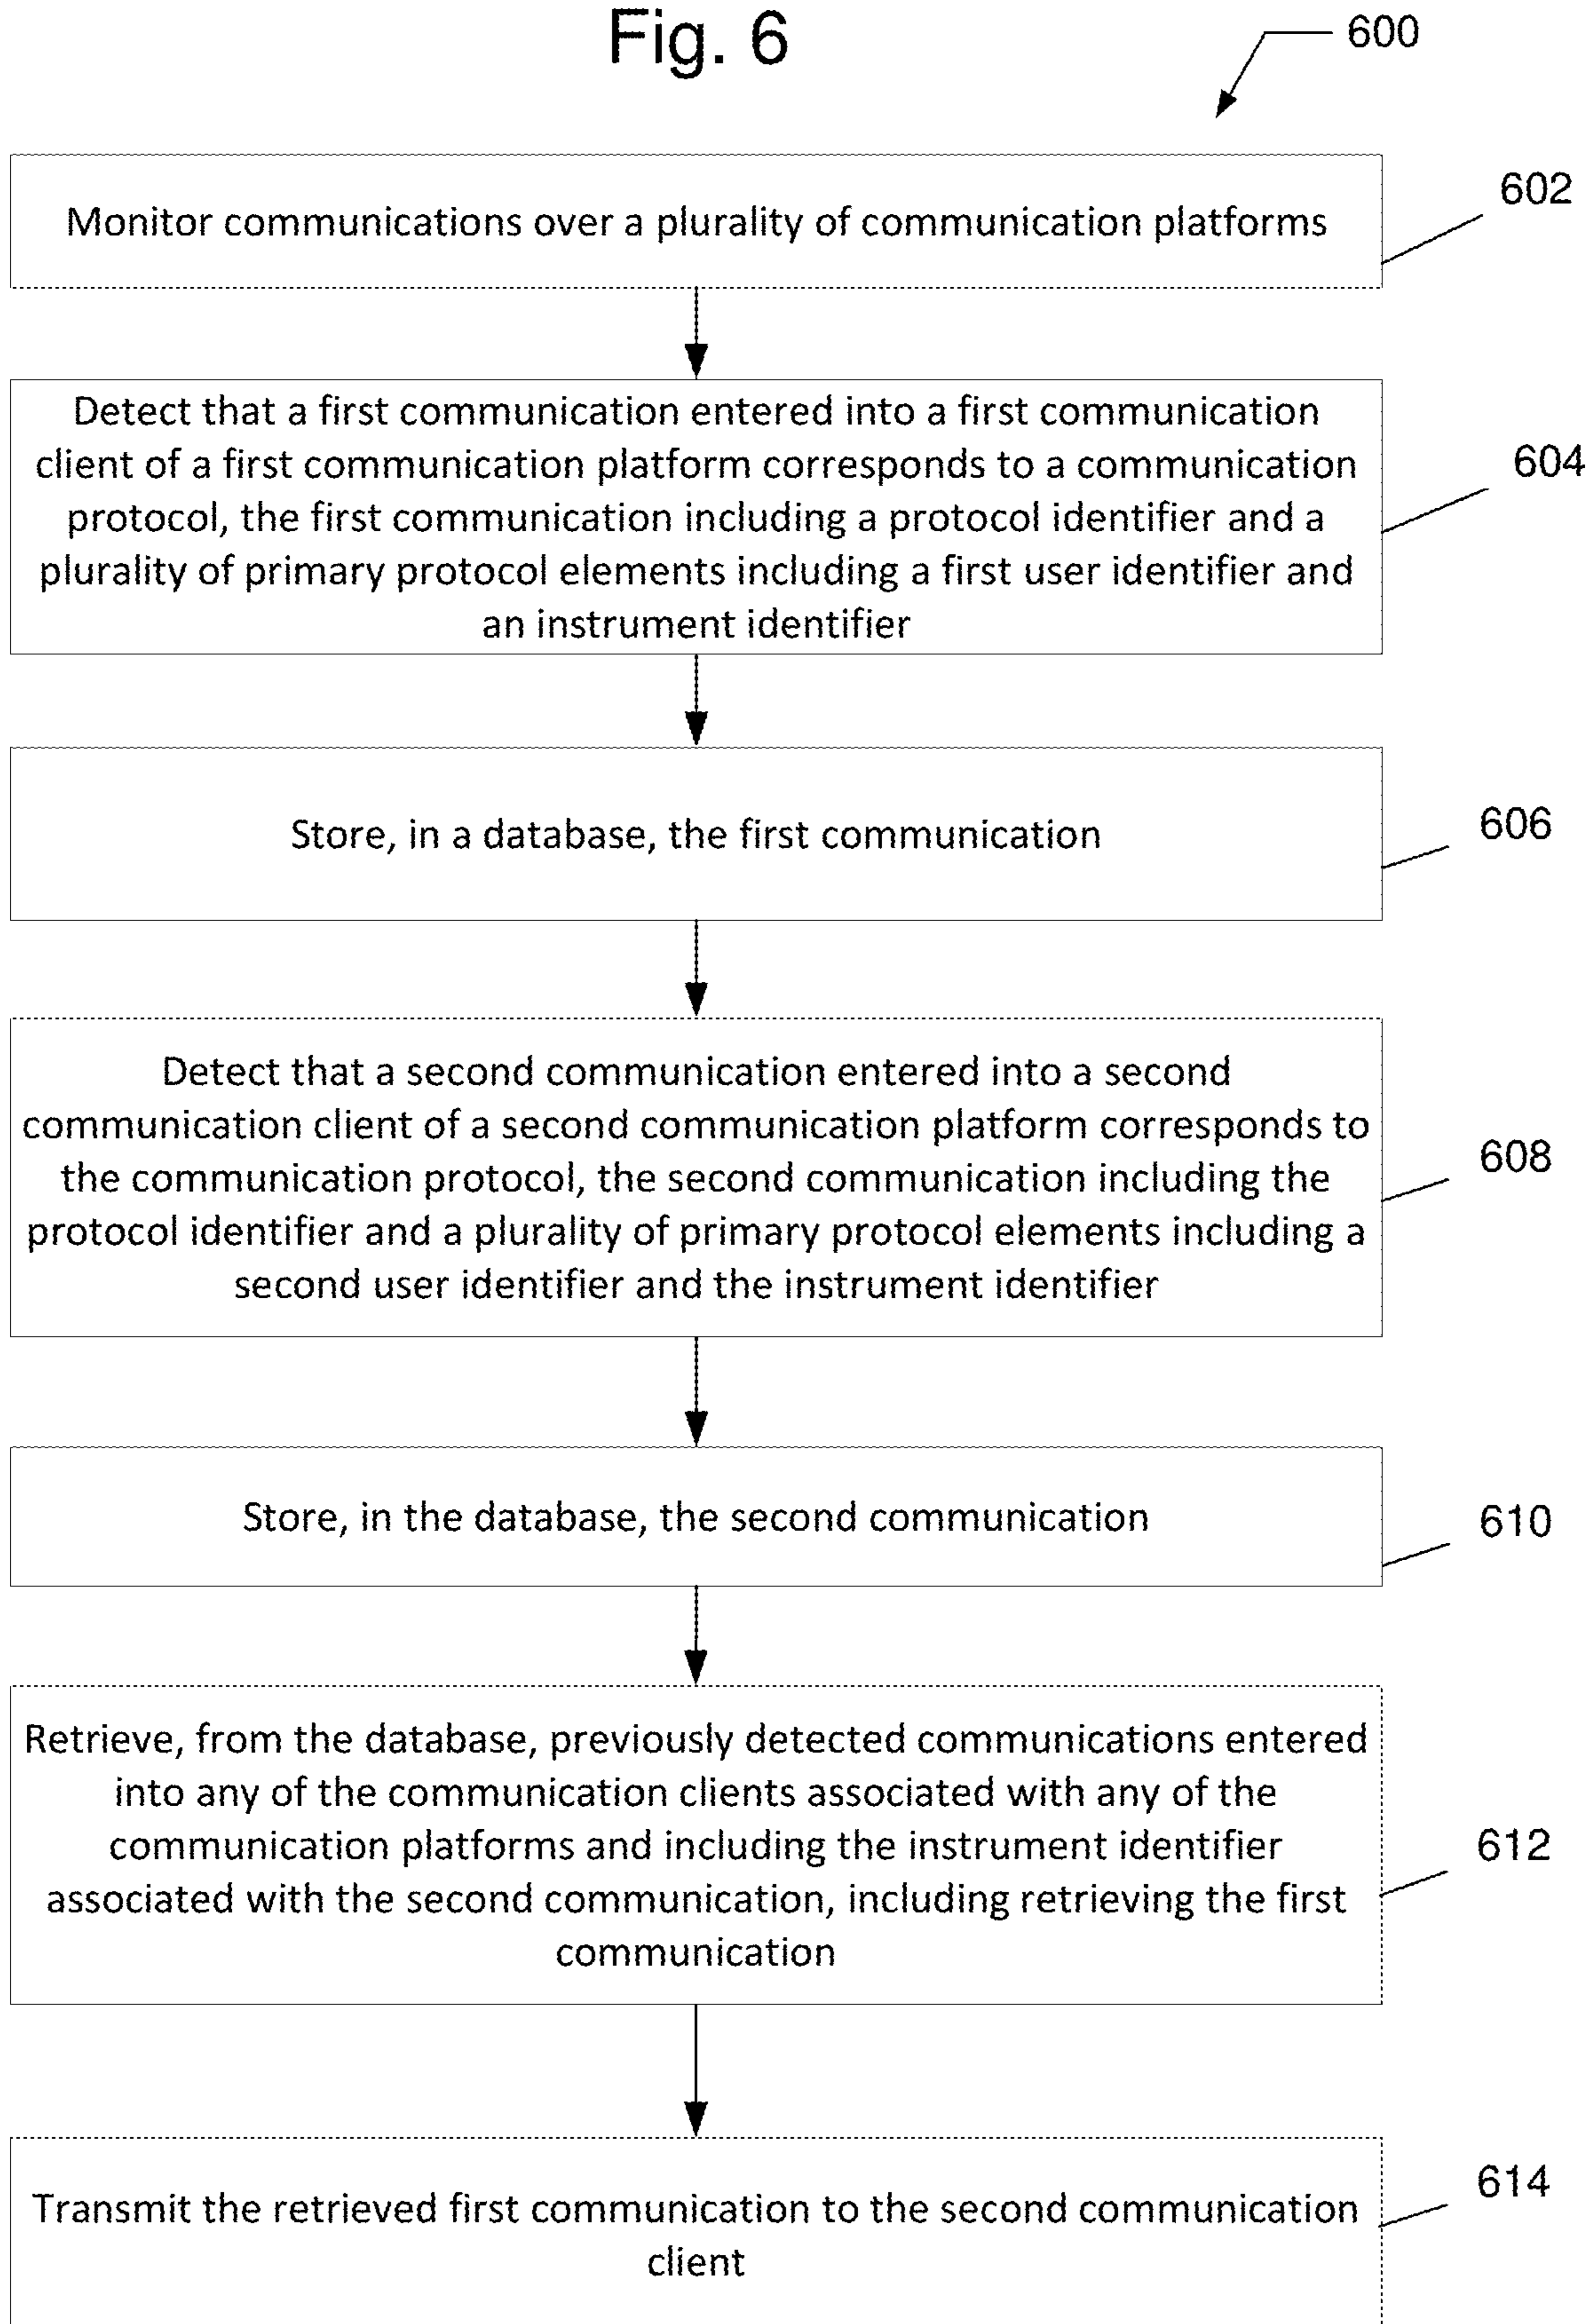 Fig. 6
600
Monitor communications over a plurality of communication platforms
602
Detect that a first communication entered into a first communication
client of a first communication platform corresponds to a communication
protocol, the first communication including a protocol identifier and a
plurality of primary protocol elements including a first user identifier and
an instrument identifier
604
Store, in a database, the first communication
606
Detect that a second communication entered into a second
communication client of a second communication platform corresponds to
the communication protocol, the second communication including the
protocol identifier and a plurality of primary protocol elements including a
second user identifier and the instrument identifier
608
Store, in the database, the second communication
610
Retrieve, from the database, previously detected communications entered
into any of the communication clients associated with any of the
communication platforms and including the instrument identifier
associated with the second communication, including retrieving the first
communication
612
Transmit the retrieved first communication to the second communication
client
614